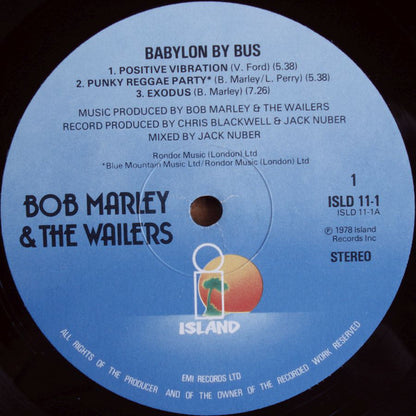 BABYLON BY BUS
1. POSITIVE VIBRATION (V. Ford) (5.38)
2. PUNKY REGGAE PARTY* (B. Marley/L. Perry) (5.38)
3. EXODUS (B. Marley) (7.26)
MUSIC PRODUCED BY BOB MARLEY & THE WAILERS
RECORD PRODUCED BY CHRIS BLACKWELL & JACK NUBER
MIXED BY JACK NUBER
Rondor Music (London) Ltd
*Blue Mountain Music Ltd/Rondor Music (London) Ltd
BOB MARLEY
& THE WAILERS
1
ISLD 11-1
ISLD 11-1A
℗ 1978 Island
Records Inc
STEREO
ISLAND
EMI RECORDS LTD
ALL RIGHTS OF THE PRODUCER AND OF THE OWNER OF THE RECORDED WORK RESERVED